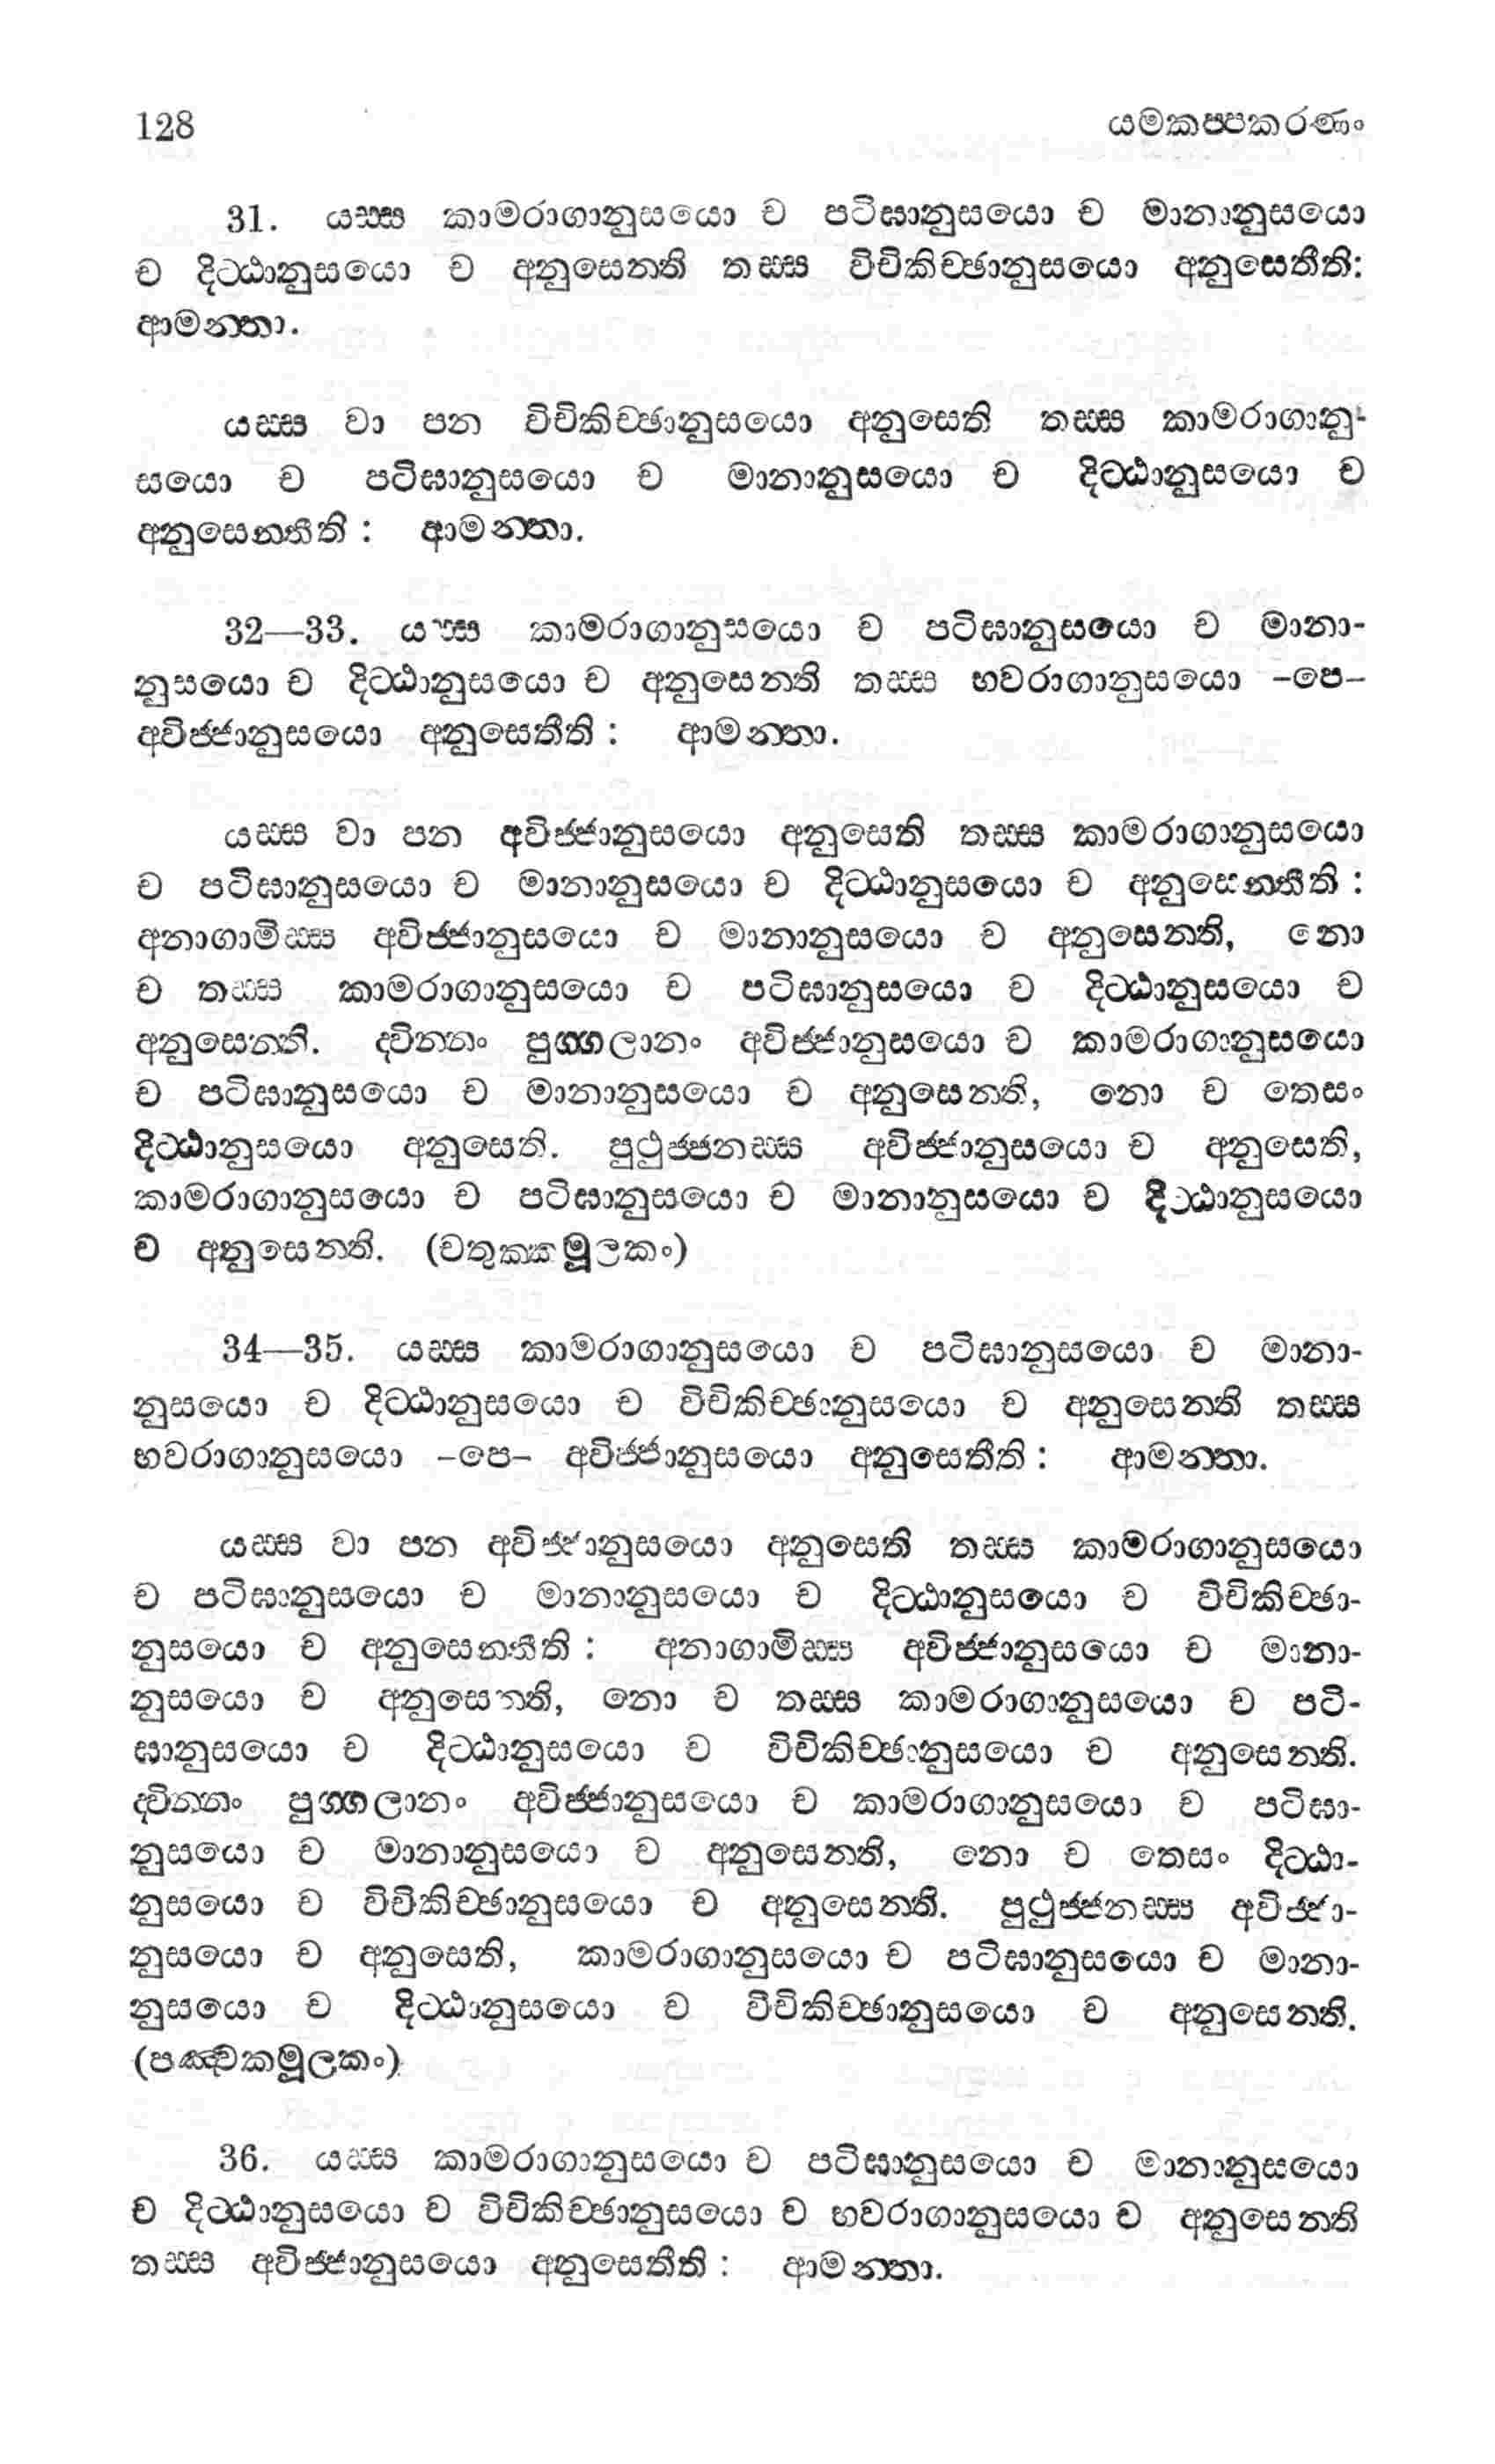 128 යමකප්පකරණං
31. යස්ස කාමරාගානුසයො ච පටිඝානුසයො ච මානානුසයො
ච දිට්ඨානුසයො ච අනුසෙන්ති තස්ස විචිකිච්ඡානුසයො අනුසෙතීති:
ආමන්තා.
යස්ස වා පන විචිකිච්ඡානුසයො අනුසෙති තස්ස කාමරාගානු-
සයො ච පටිඝානුසයො ච මානානුසයො ච දිට්ඨානුසයො ච
අනුසෙන්තීති : ආමන්තා.
32—33. යස්ස කාමරාගානුසයො ච පටිඝානුසයො ච මානා-
නුසයො ච දිට්ඨානුසයො ච අනුසෙන්ති තස්ස භවරාගානුසයො –පෙ–
අවිජ්ජානුසයො අනුසෙතීති : ආමන්තා.
යස්ස වා පන අවිජ්ජානුසයො අනුසෙති තස්ස කාමරාගානුසයො
ච පටිඝානුසයො ච මානානුසයො ච දිට්ඨානුසයො ච අනුසෙන්තීති :
අනාගාමිස්ස අවිජ්ජානුසයො ච මානානුසයො ච අනුසෙන්ති, නො
ච තස්ස කාමරාගානුසයො ච පටිඝානුසයො ච දිට්ඨානුසයො ච
අනුසෙන්ති. ද්වින්නං පුග්ගලානං අවිජ්ජානුසයො ච කාමරාගානුසයො
ච පටිඝානුසයො ච මානානුසයො ච අනුසෙන්ති, නො ච තෙසං
දිට්ඨානුසයො අනුසෙති. පුථුජ්ජනස්ස අවිජ්ජානුසයො ච අනුසෙති,
කාමරාගානුසයො ච පටිඝානුසයො ච මානානුසයො ච දිට්ඨානුසයො
ච අනුසෙන්ති. (චතුක්කමූලකං)
34—35. යස්ස කාමරාගානුසයො ච පටිඝානුසයො ච මානා-
නුසයො ච දිට්ඨානුසයො ච විචිකිච්ඡානුසයො ච අනුසෙන්ති තස්ස
භවරාගානුසයො –පෙ– අවිජ්ජානුසයො අනුසෙතීති : ආමන්තා.
යස්ස වා පන අවිජ්ජානුසයො අනුසෙති තස්ස කාමරාගානුසයො
ච පටිඝානුසයො ච මානානුසයො ච දිට්ඨානුසයො ච විචිකිච්ඡා-
නුසයො ච අනුසෙන්තීති : අනාගාමිස්ස අවිජ්ජානුසයො ච මානා-
නුසයො ච අනුසෙන්ති, නො ච තස්ස කාමරාගානුසයො ච පටි-
ඝානුසයො ච දිට්ඨානුසයො ච විචිකිච්ඡානුසයො ච අනුසෙන්ති.
ද්වින්නං පුග්ගලානං අවිජ්ජානුසයො ච කාමරාගානුසයො ච පටිඝා-
නුසයො ච මානානුසයො ච අනුසෙන්ති, නො ච තෙසං දිට්ඨා-
නුසයො ච විචිකිච්ඡානුසයො ච අනුසෙන්ති. පුථුජ්ජනස්ස අවිජ්ජා-
නුසයො ච අනුසෙති, කාමරාගානුසයො ච පටිඝානුසයො ච මානා-
නුසයො ච දිට්ඨානුසයො ච විචිකිච්ඡානුසයො ච අනුසෙන්ති.
(පඤ්චකමූලකං)
36. යස්ස කාමරාගානුසයො ච පටිඝානුසයො ච මානානුසයො
ච දිට්ඨානුසයො ච විචිකිච්ඡානුසයො ච භවරාගානුසයො ච අනුසෙන්ති
තස්ස අවිජ්ජානුසයො අනුසෙතීති : ආමන්තා.